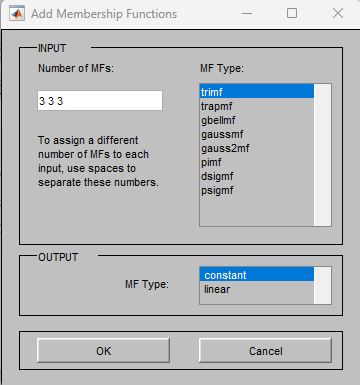 Add Membership Functions
INPUT
Number of MFs:
3 3 3
To assign a different
number of MFs to each
input, use spaces to
separate these numbers.
MF Type:
trimf
trapmf
gbellmf
gaussmf
gauss2mf
pimf
dsigmf
psigmf
OUTPUT
MF Type:
constant
linear
OK
Cancel